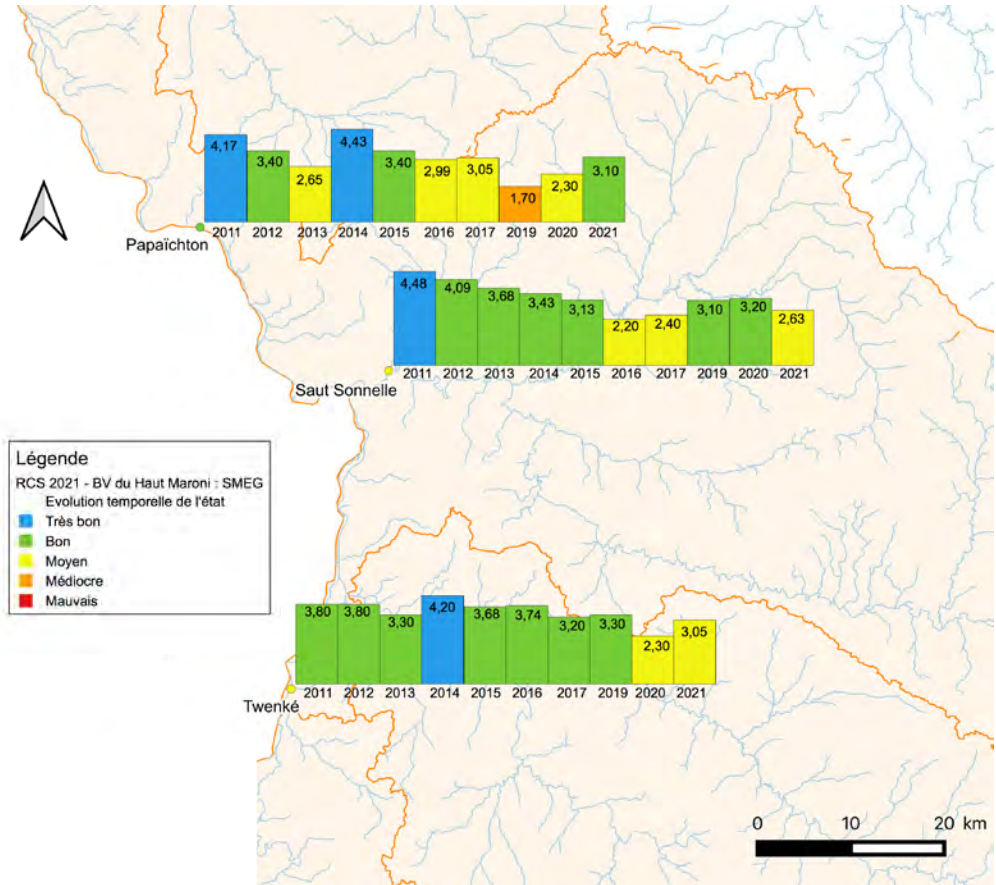 4,17 3,40 2,65 4,43 3,40 2,99 3,05 1,70 2,30 3,10
2011 2012 2013 2014 2015 2016 2017 2019 2020 2021
Papaïchton
4,48 4,09 3,68 3,43 3,13 2,20 2,40 3,10 3,20 2,63
2011 2012 2013 2014 2015 2016 2017 2019 2020 2021
Saut Sonnelle
Légende
RCS 2021 - BV du Haut Maroni : SMEG
Evolution temporelle de l'état
Très bon
Bon
Moyen
Médiocre
Mauvais
3,80 3,80 3,30 4,20 3,68 3,74 3,20 3,30 2,30 3,05
2011 2012 2013 2014 2015 2016 2017 2019 2020 2021
Twenké
0 10 20 km